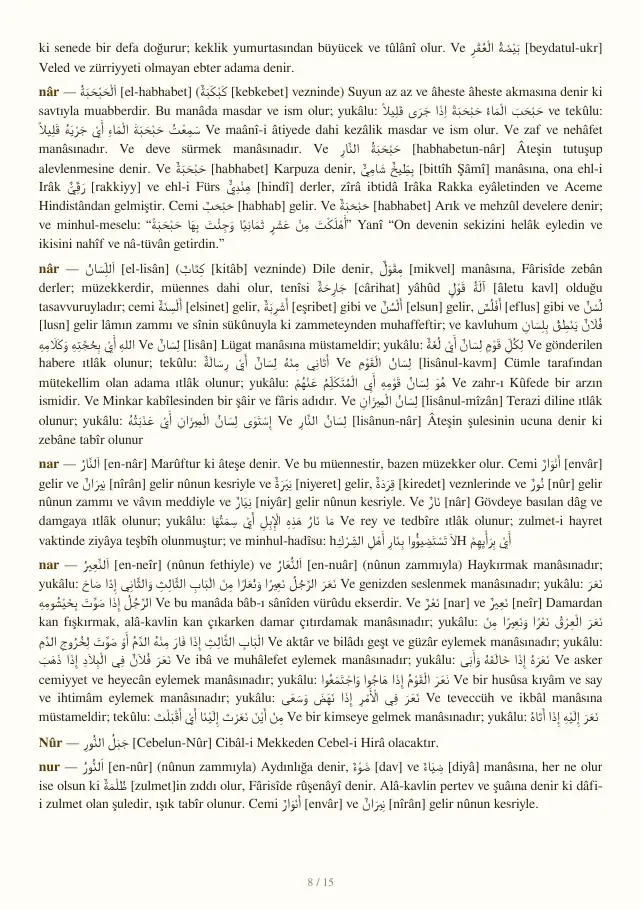 ki senede bir defa doğurur; keklik yumurtasından büyücek ve tûlânî olur. Ve بَيْضَةُ الْعُقْرِ [beydatul-ukr]
Veled ve zürriyyeti olmayan ebter adama denir.
nâr — اَلْحَبْحَبَةُ [el-habhabet] (كَبْكَبَةٌ [kebkebet] vezninde) Suyun az az ve âheste âheste akmasına denir ki
savtıyla muabberdir. Bu manâda masdar ve ism olur; yukâlu: حَبْحَبَ الْمَاءُ حَبْحَبَةً إِذَا جَرَى قَلِيلاً ve tekûlu:
سَمِعْتُ حَبْحَبَةَ الْمَاءِ أَيْ جَرْيَهُ قَلِيلاً Ve maânî-i âtiyede dahi kezâlik masdar ve ism olur. Ve zaf ve nehâfet
manâsınadır. Ve deve sürmek manâsınadır. Ve حَبْحَبَةُ النَّارِ [habhabetun-nâr] Âteşin tutuşup
alevlenmesine denir. Ve حَبْحَبَةٌ [habhabet] Karpuza denir, بِطِّيخٌ شَامِيٌّ [bittîh Şâmî] manâsına, ona ehl-i
Irâk رَقِّيٌّ [rakkiyy] ve ehl-i Fürs هِنْدِيٌّ [hindî] derler, zîrâ ibtidâ Irâka Rakka eyâletinden ve Aceme
Hindistândan gelmiştir. Cemi حَبْحَبٌ [habhab] gelir. Ve حَبْحَبَةٌ [habhabet] Arık ve mehzûl develere denir;
ve minhul-meselu: “أَهْلَكْتَ مِنْ عَشْرٍ ثَمَانِيًا وَجِئْتَ بِهَا حَبْحَبَةً” Yanî “On devenin sekizini helâk eyledin ve
ikisini nahîf ve nâ-tüvân getirdin.”
nâr — اَللِّسَانُ [el-lisân] (كِتَابٌ [kitâb] vezninde) Dile denir, مِقْوَلٌ [mikvel] manâsına, Fârisîde zebân
derler; müzekkerdir, müennes dahi olur, tenîsi جَارِحَةٌ [cârihat] yâhûd آلَةُ قَوْلٍ [âletu kavl] olduğu
tasavvuruyladır; cemi أَلْسِنَةٌ [elsinet] gelir, أَشْرِبَةٌ [eşribet] gibi ve أَلْسُنٌ [elsun] gelir, أَفْلُسٌ [eflus] gibi ve لُسْنٌ
[lusn] gelir lâmın zammı ve sînin sükûnuyla ki zammeteynden muhaffeftir; ve kavluhum فُلاَنٌ يَنْطِقُ بِلِسَانِ
اللهِ أَيْ بِحُجَّتِهِ وَكَلاَمِهِ Ve لِسَانٌ [lisân] Lügat manâsına müstameldir; yukâlu: لِكُلِّ قَوْمٍ لِسَانٌ أَيْ لُغَةٌ Ve gönderilen
habere ıtlâk olunur; tekûlu: أَتَانِي مِنْهُ لِسَانٌ أَيْ رِسَالَةٌ Ve لِسَانُ الْقَوْمِ [lisânul-kavm] Cümle tarafından
mütekellim olan adama ıtlâk olunur; yukâlu: هُوَ لِسَانُ قَوْمِهِ أَيِ الْمُتَكَلِّمُ عَنْهُمْ Ve zahr-ı Kûfede bir arzın
ismidir. Ve Minkar kabîlesinden bir şâir ve fâris adıdır. Ve لِسَانُ الْمِيزَانِ [lisânul-mîzân] Terazi diline ıtlâk
olunur; yukâlu: إِسْتَوَى لِسَانُ الْمِيزَانِ أَيْ عَذَبَتُهُ Ve لِسَانُ النَّارِ [lisânun-nâr] Âteşin şulesinin ucuna denir ki
zebâne tabîr olunur
nar — اَلنَّارُ [en-nâr] Marûftur ki âteşe denir. Ve bu müennestir, bazen müzekker olur. Cemi أَنْوَارٌ [envâr]
gelir ve نِيرَانٌ [nîrân] gelir nûnun kesriyle ve نِيَرَةٌ [niyeret] gelir, قِرَدَةٌ [kiredet] veznlerinde ve نُورٌ [nûr] gelir
nûnun zammı ve vâvın meddiyle ve نِيَارٌ [niyâr] gelir nûnun kesriyle. Ve نَارٌ [nâr] Gövdeye basılan dâg ve
damgaya ıtlâk olunur; yukâlu: مَا نَارُ هَذِهِ الْإِبِلِ أَيْ سِمَتُهَا Ve rey ve tedbîre ıtlâk olunur; zulmet-i hayret
vaktinde ziyâya teşbîh olunmuştur; ve minhul-hadîsu: hلاَ تَسْتَضِيؤُوا بِنَارِ أَهْلِ الشِّرْكِH أَيْ بِرَأْيِهِمْ
nar — اَلنَّعِيرُ [en-neîr] (nûnun fethiyle) ve اَلنُّعَارُ [en-nuâr] (nûnun zammıyla) Haykırmak manâsınadır;
yukâlu: نَعَرَ الرَّجُلُ نَعِيرًا وَنُعَارًا مِنَ الْبَابِ الثَّالِثِ وَالثَّانِي إِذَا صَاحَ Ve genizden seslenmek manâsınadır; yukâlu: نَعَرَ
الرَّجُلُ إِذَا صَوَّتَ بِخَيْشُومِهِ Ve bu manâda bâb-ı sânîden vürûdu ekserdir. Ve نَعْرٌ [nar] ve نَعِيرٌ [neîr] Damardan
kan fışkırmak, alâ-kavlin kan çıkarken damar çıtırdamak manâsınadır; yukâlu: نَعَرَ الْعِرْقُ نَعْرًا وَنَعِيرًا مِنَ
الْبَابِ الثَّالِثِ إِذَا فَارَ مِنْهُ الدَّمُ أَوْ صَوَّتَ لِخُرُوجِ الدَّمِ Ve aktâr ve bilâdı geşt ve güzâr eylemek manâsınadır; yukâlu:
نَعَرَ فُلاَنٌ فِي الْبِلاَدِ إِذَا ذَهَبَ Ve ibâ ve muhâlefet eylemek manâsınadır; yukâlu: نَعَرَهُ إِذَا خَالَفَهُ وَأَبَى Ve asker
cemiyyet ve heyecân eylemek manâsınadır; yukâlu: نَعَرَ الْقَوْمُ إِذَا هَاجُوا وَاجْتَمَعُوا Ve bir husûsa kıyâm ve say
ve ihtimâm eylemek manâsınadır; yukâlu: نَعَرَ فِي الْأَمْرِ إِذَا نَهَضَ وَسَعَى Ve teveccüh ve ikbâl manâsına
müstameldir; tekûlu: مِنْ أَيْنَ نَعَرْتَ إِلَيْنَا أَيْ أَقْبَلْتَ Ve bir kimseye gelmek manâsınadır; yukâlu: نَعَرَ إِلَيْهِ إِذَا أَتَاهُ
Nûr — جَبَلُ النُّورِ [Cebelun-Nûr] Cibâl-i Mekkeden Cebel-i Hirâ olacaktır.
nur — اَلنُّورُ [en-nûr] (nûnun zammıyla) Aydınlığa denir, ضَوْءٌ [dav] ve ضِيَاءٌ [diyâ] manâsına, her ne olur
ise olsun ki ظُلْمَةٌ [zulmet]in zıddı olur, Fârisîde rûşenâyî denir. Alâ-kavlin pertev ve şuâına denir ki dâfi-
i zulmet olan şuledir, ışık tabîr olunur. Cemi أَنْوَارٌ [envâr] ve نِيرَانٌ [nîrân] gelir nûnun kesriyle.
8 / 15